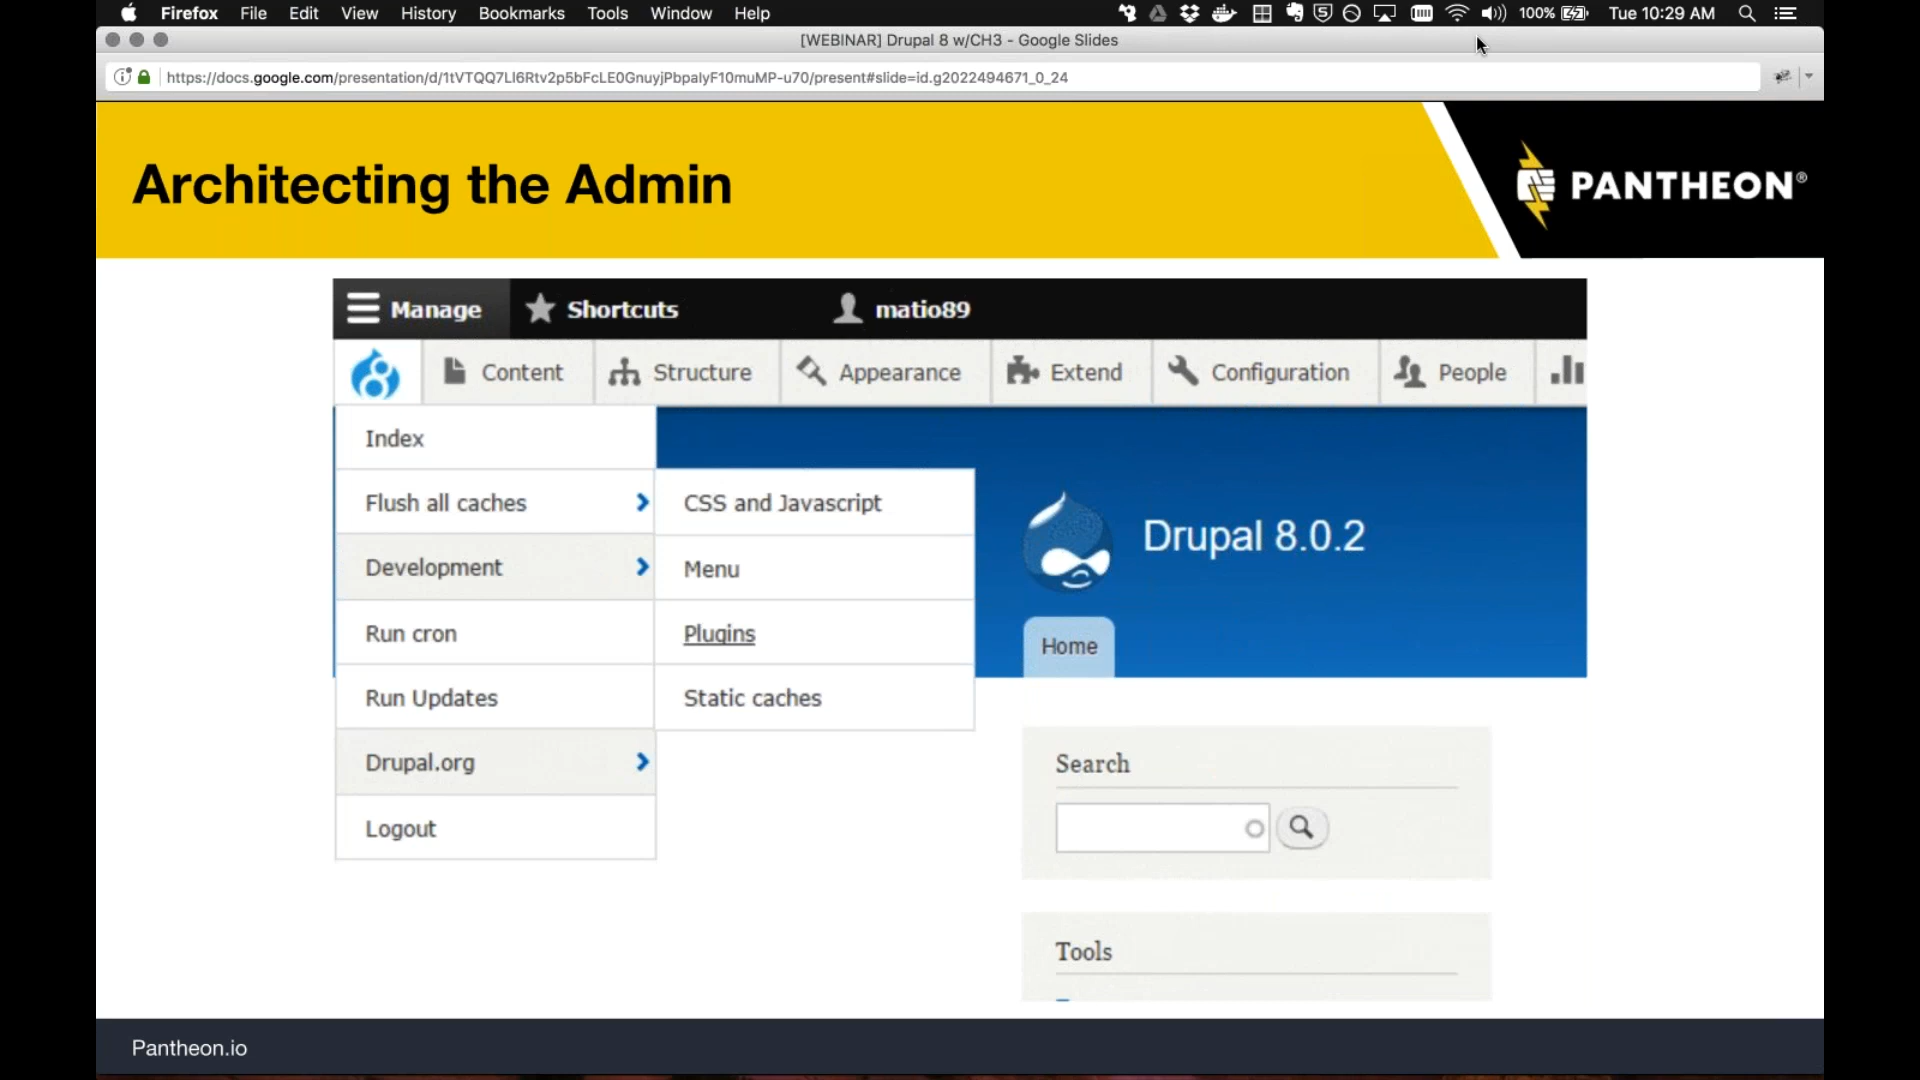 Firefox File Edit View History Bookmarks Tools Window Help 100% Tue 10:29 AM
[WEBINAR] Drupal 8 w/CH3 - Google Slides
https://docs.google.com/presentation/d/1tVTQQ7Ll6Rtv2p5bFcLE0GnuyjPbpalyF10muMP-u70/present#slide=id.g2022494671_0_24
Architecting the Admin
PANTHEON®
Manage Shortcuts matio89
Content Structure Appearance Extend Configuration People
Index
Flush all caches CSS and Javascript
Drupal 8.0.2
Development Menu
Run cron Plugins
Home
Run Updates Static caches
Drupal.org
Search
Logout
Tools
Pantheon.io